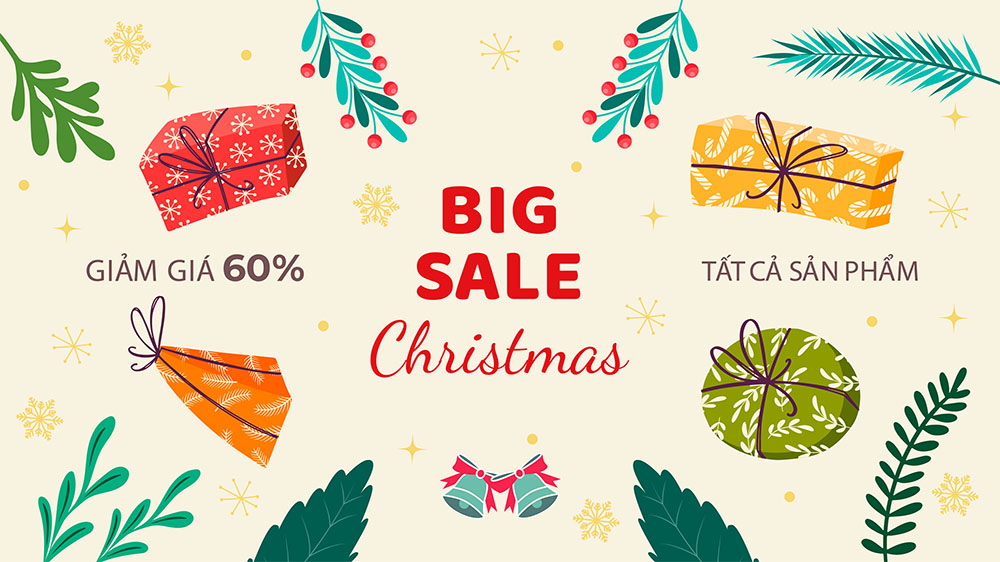 BIG
SALE
Christmas
GIẢM GIÁ 60%
TẤT CẢ SẢN PHẨM